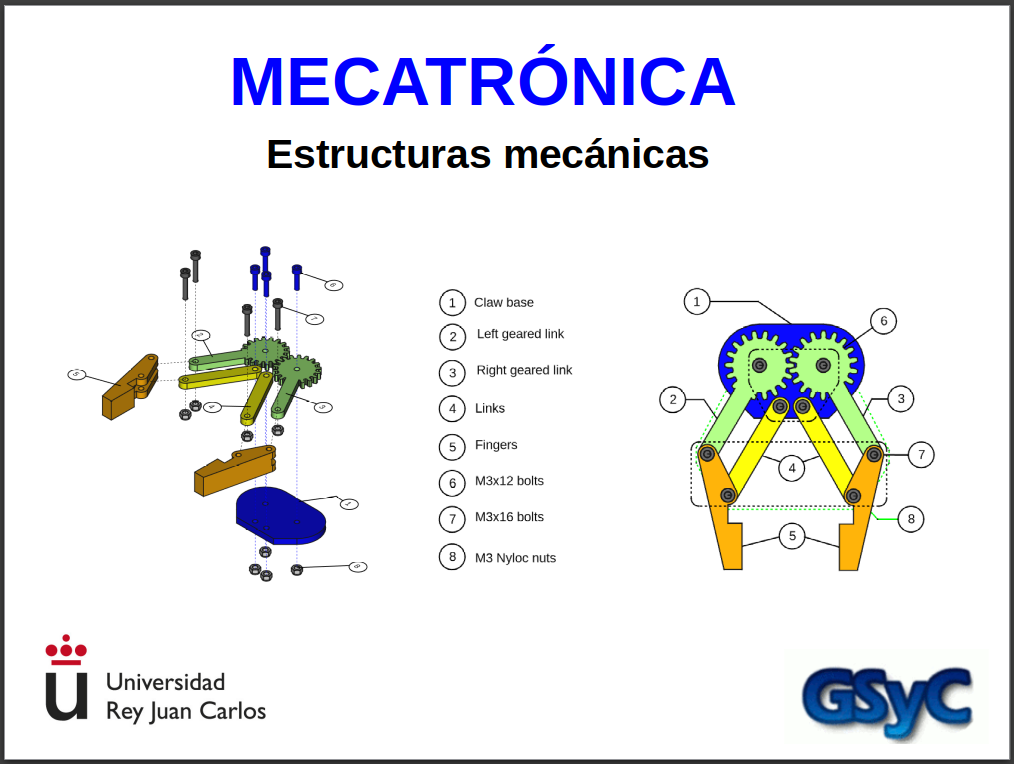 MECATRÓNICA
Estructuras mecánicas
1 Claw base
2 Left geared link
3 Right geared link
4 Links
5 Fingers
6 M3x12 bolts
7 M3x16 bolts
8 M3 Nyloc nuts
1
6
2
3
7
4
8
5
Universidad
Rey Juan Carlos
GSyC